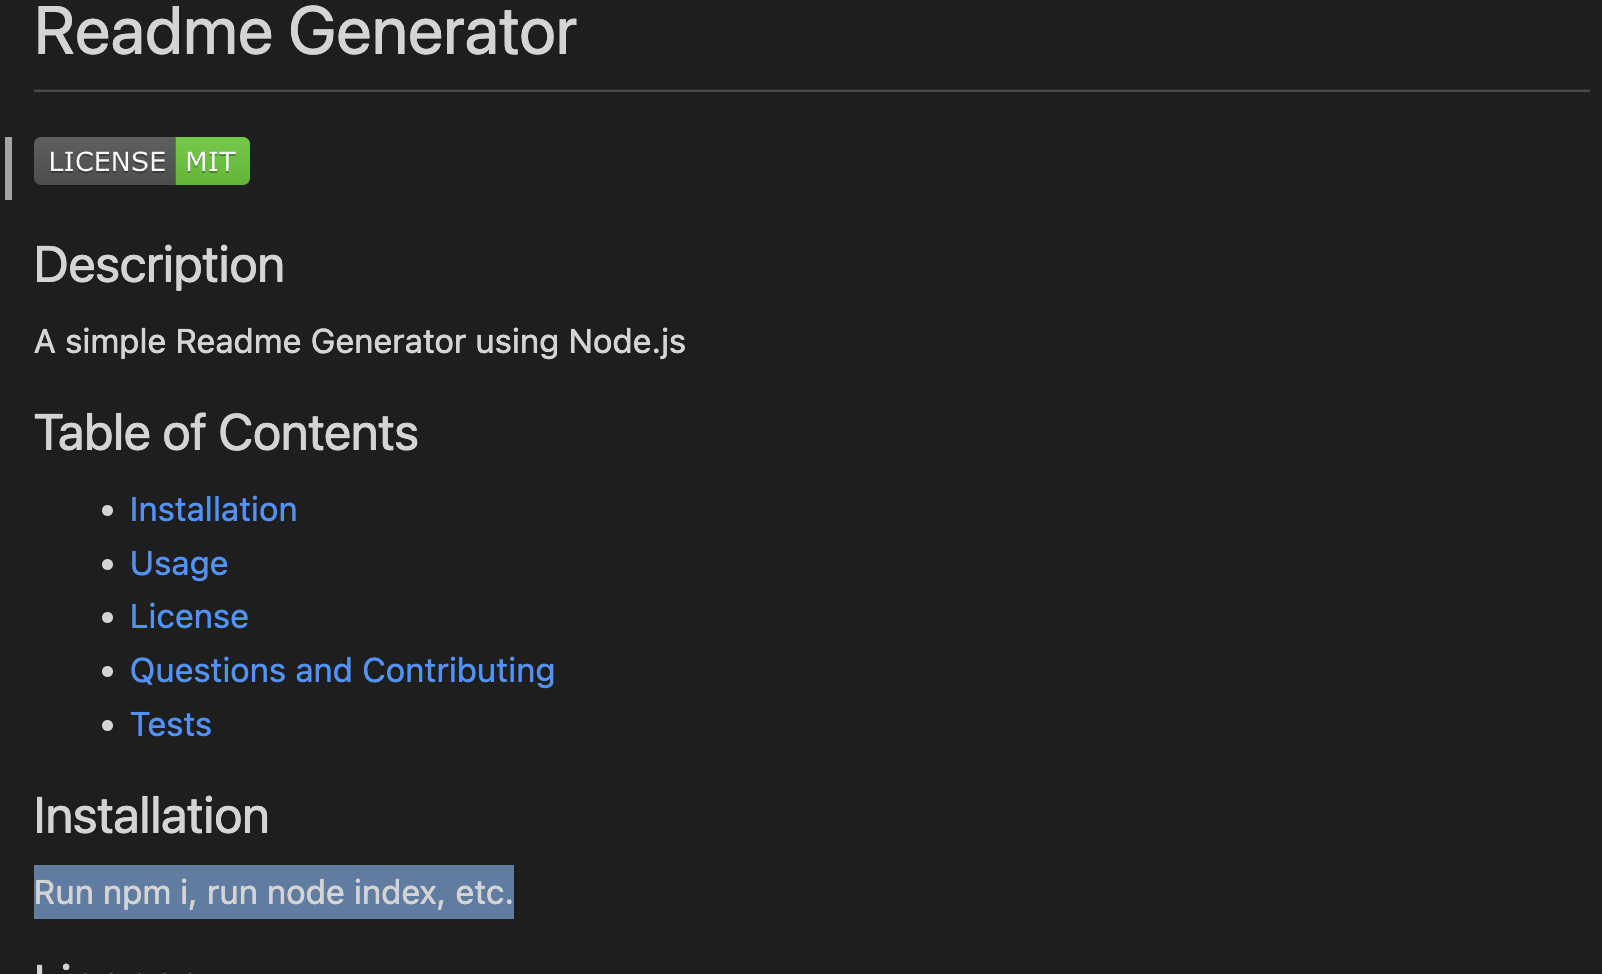 Readme Generator
LICENSE MIT
Description
A simple Readme Generator using Node.js
Table of Contents
Installation
Usage
License
Questions and Contributing
Tests
Installation
Run npm i, run node index, etc.